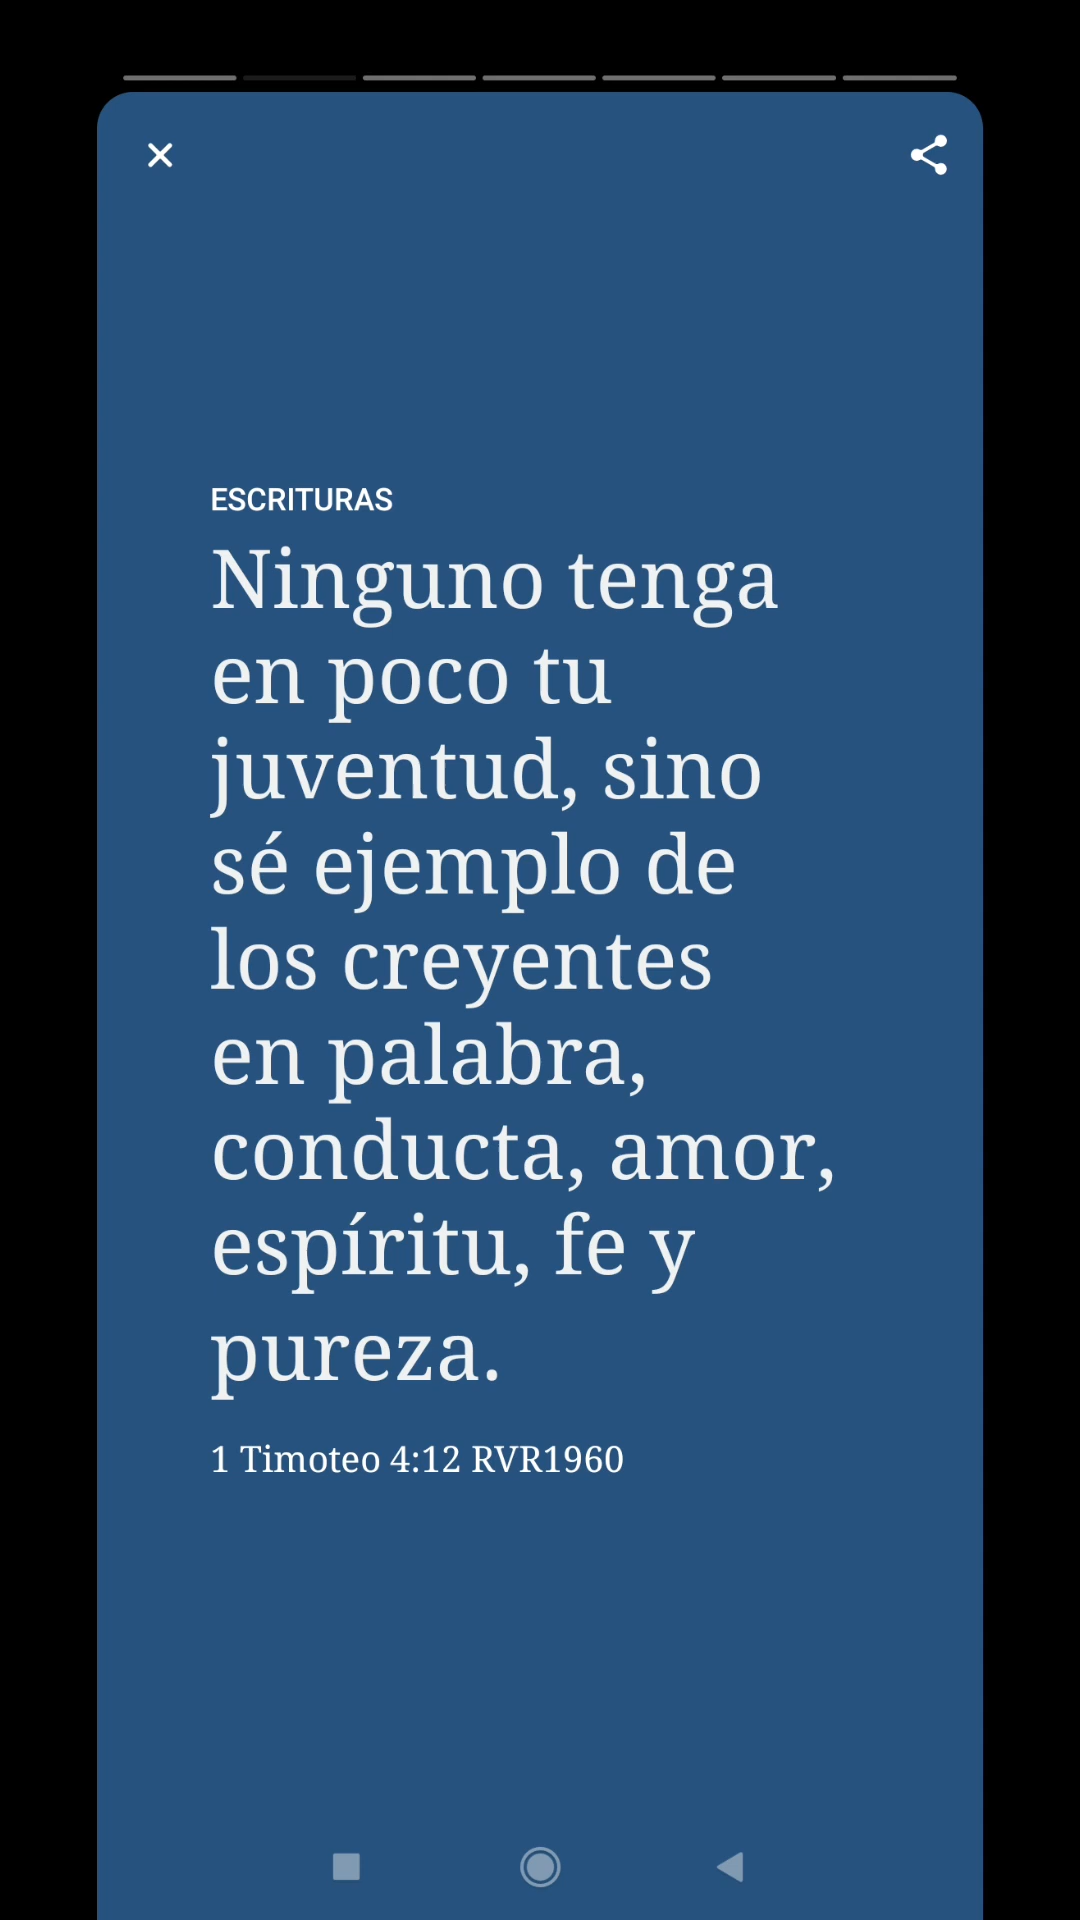 ESCRITURAS
Ninguno tenga
en poco tu
juventud, sino
sé ejemplo de
los creyentes
en palabra,
conducta, amor,
espíritu, fe y
pureza.
1 Timoteo 4:12 RVR1960